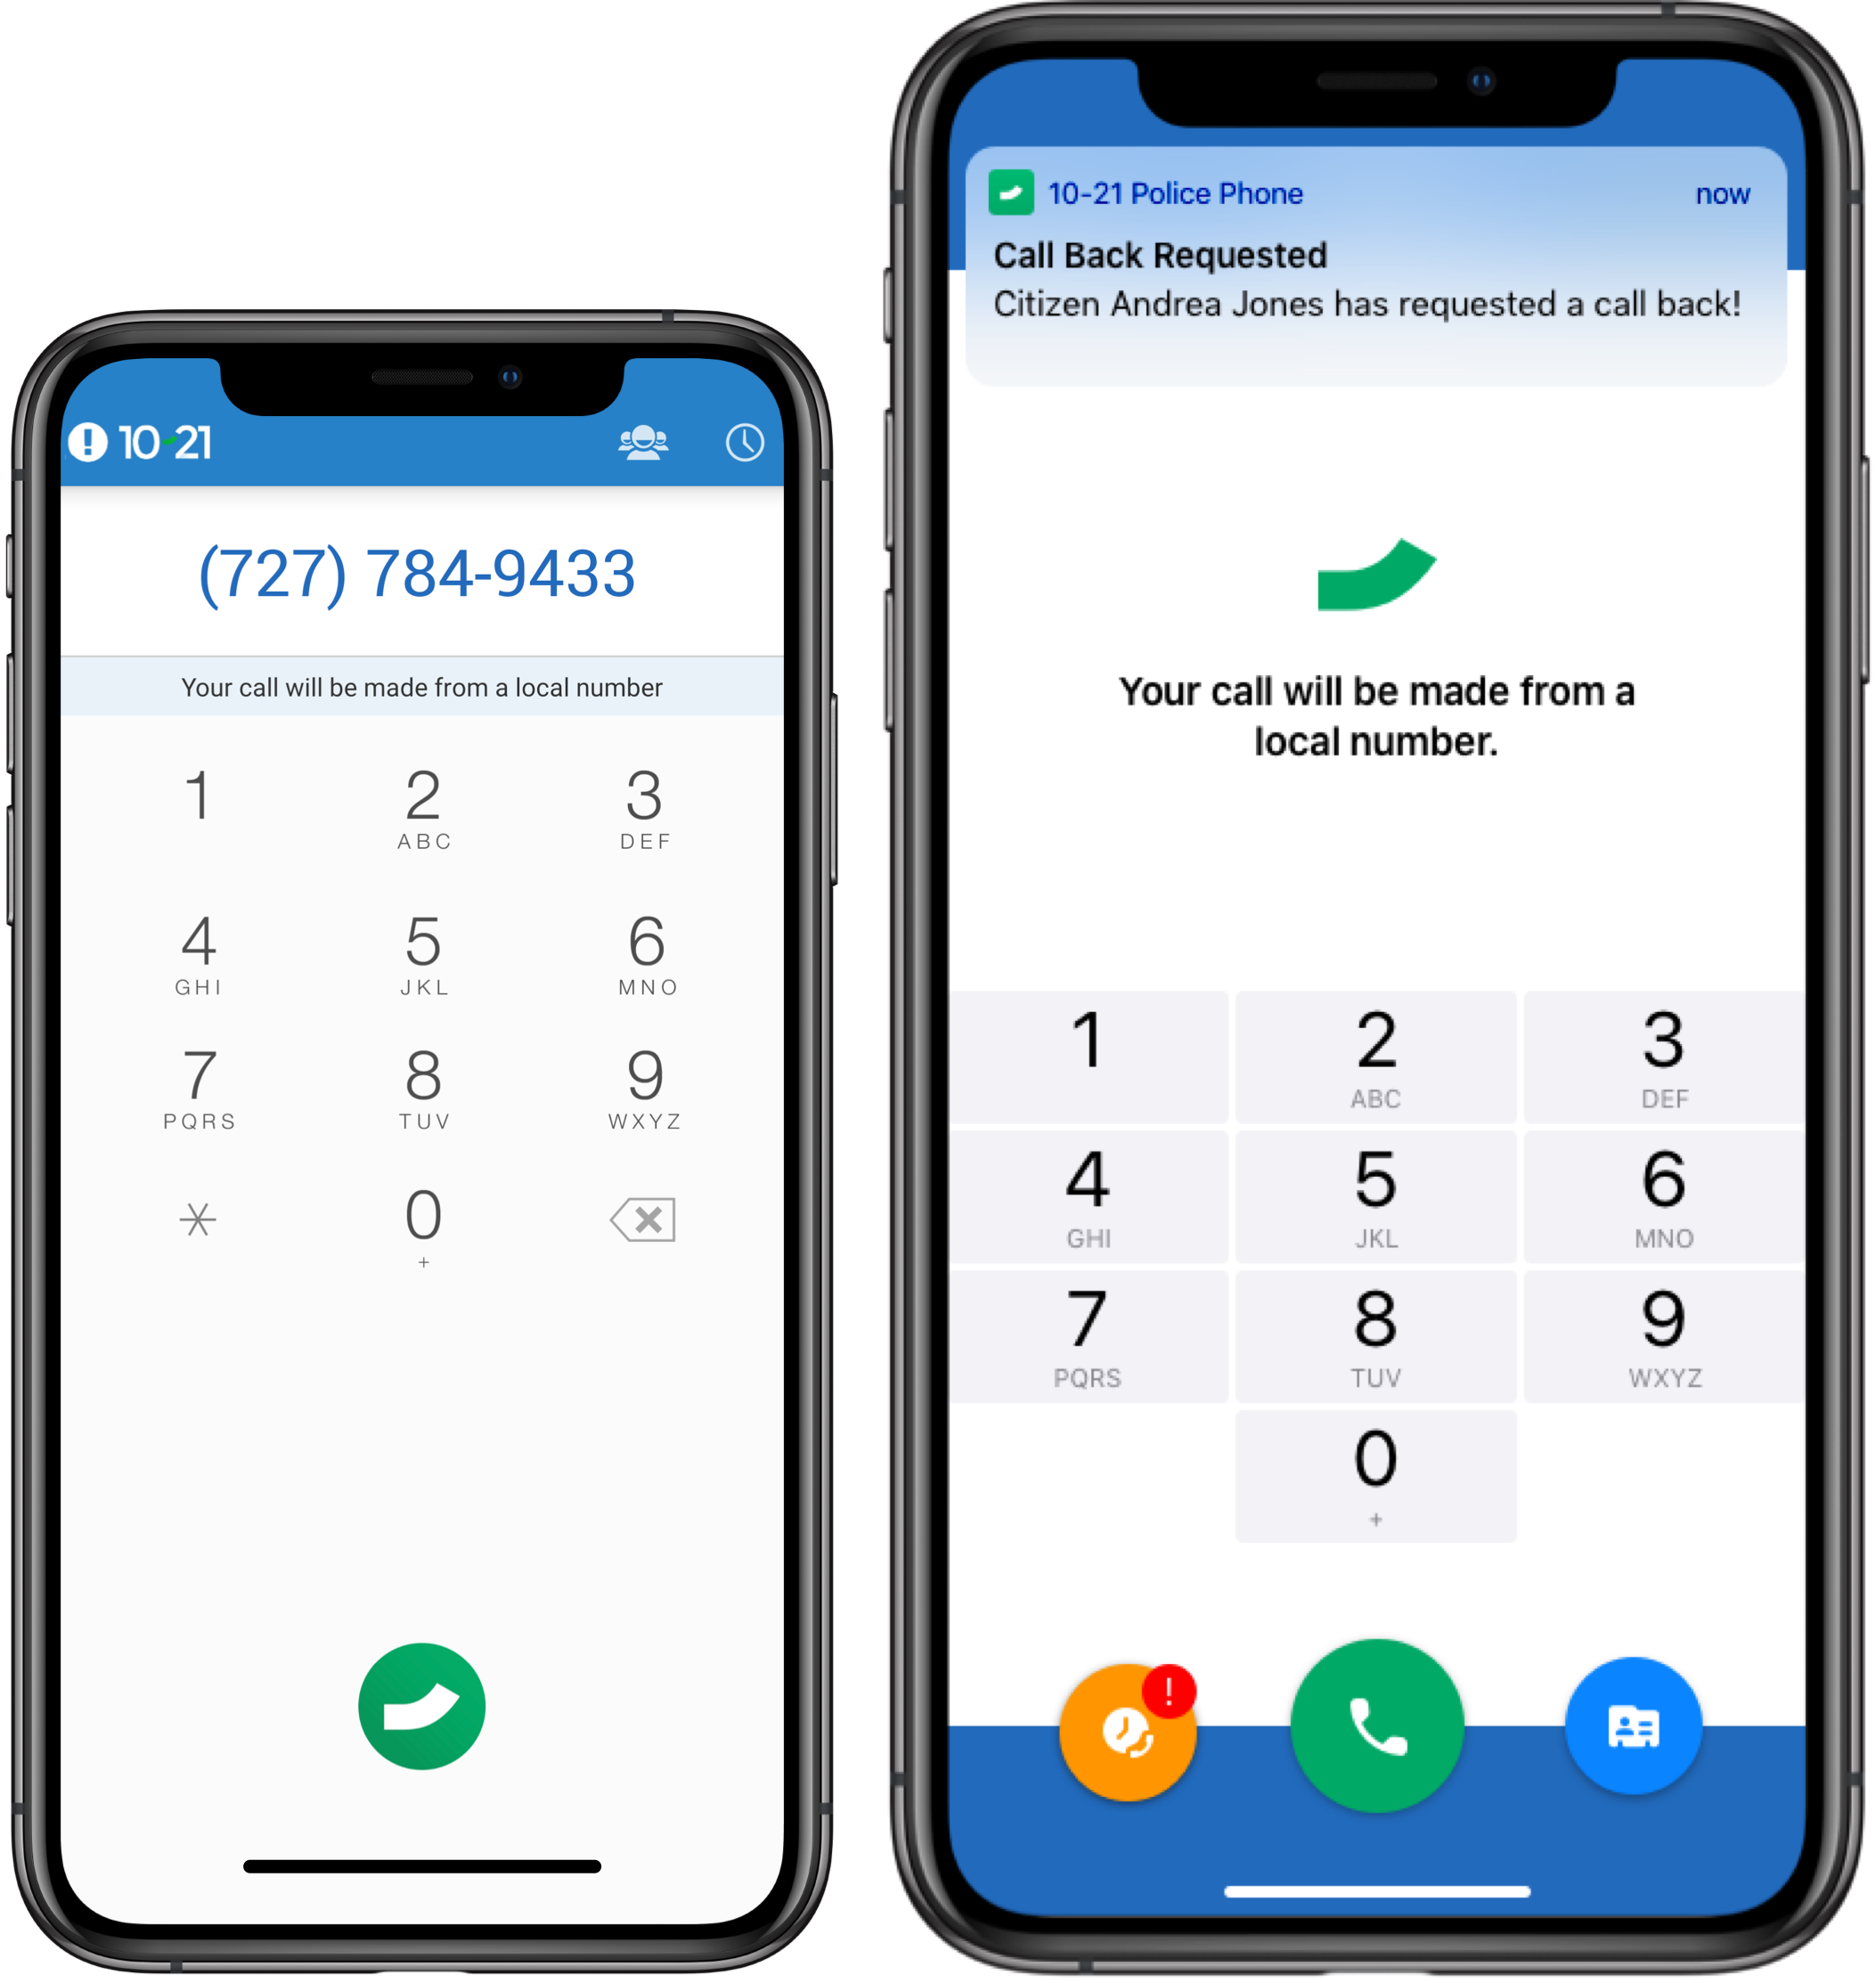 10-21
(727) 784-9433
Your call will be made from a local number
1 2 3
ABC DEF
4 5 6
GHI JKL MNO
7 8 9
PQRS TUV WXYZ
* 0
+
10-21 Police Phone now
Call Back Requested
Citizen Andrea Jones has requested a call back!
Your call will be made from a
local number.
1 2 3
ABC DEF
4 5 6
GHI JKL MNO
7 8 9
PQRS TUV WXYZ
0
+
!